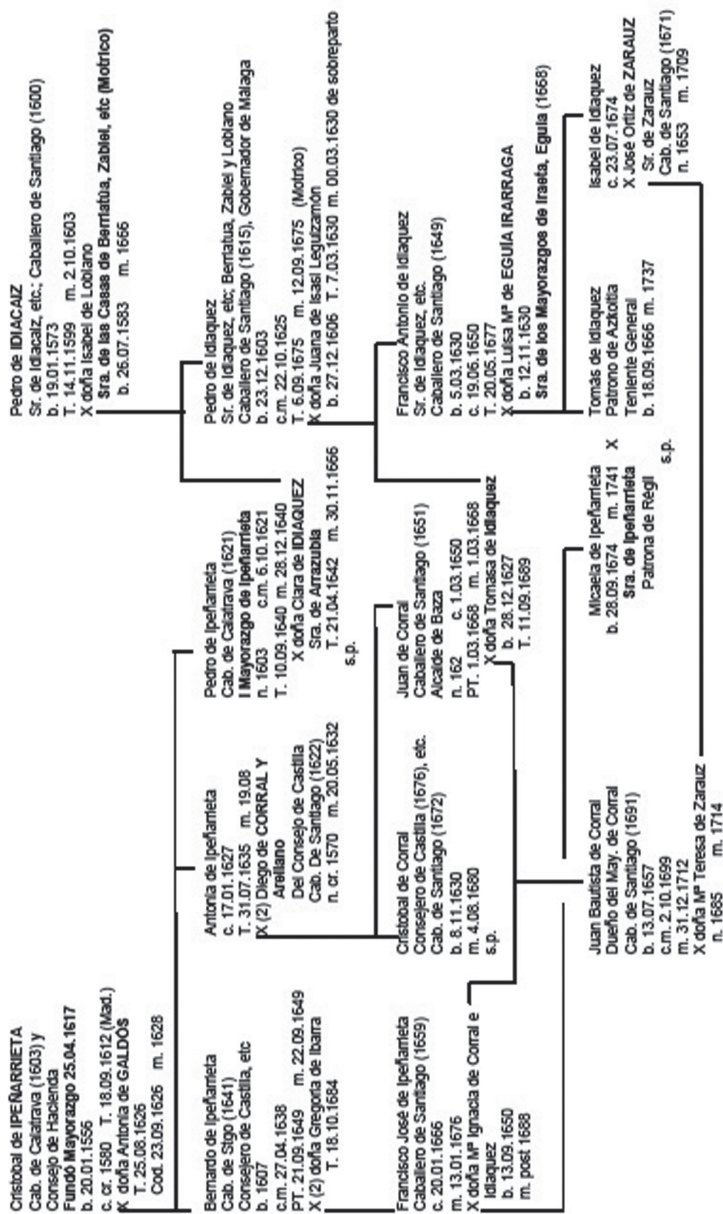 Cristobal de IPEÑARRIETA
Cab. de Calatrava (1603) y
Consejo de Hacienda
Fundó Mayorazgo 25.04.1617
b. 20.01.1556
c. cr. 1580 T. 18.09.1612 (Mad.)
X doña Antonia de GALDÓS
T. 25.08.1626
Cod. 23.09.1626 m. 1628
Pedro de IDIACAIZ
Sr. de Idiacaiz, etc.; Caballero de Santiago (1600)
b. 19.01.1573
T. 14.11.1599 m. 2.10.1603
X doña Isabel de Lobiano
Sra. de las Casas de Berriatúa, Zabiel, etc (Motrico)
b. 26.07.1583 m. 1666
Bernardo de Ipeñarrieta
Cab. de Stgo (1641)
Consejero de Castilla, etc
b. 1607
c.m. 27.04.1638
PT. 21.09.1649 m. 22.09.1649
X (2) doña Gregoria de Ibarra
T. 18.10.1684
Antonia de Ipeñarrieta
c. 17.01.1627
T. 31.07.1635 m. 19.08
X (2) Diego de CORRAL Y
Arellano
Del Consejo de Castilla
Cab. De Santiago (1622)
n. cr. 1570 m. 20.05.1632
Pedro de Ipeñarrieta
Cab. de Calatrava (1621)
I Mayorazgo de Ipeñarrieta
n. 1603 c.m. 6.10.1621
T. 10.09.1640 m. 28.12.1640
X doña Clara de IDIAQUEZ
Sra. de Arrazubia
T. 21.04.1642 m. 30.11.1666
s.p.
Pedro de Idiaquez
Sr. de Idiaquez, etc; Berriatua, Zabiel y Lobiano
Caballero de Santiago (1615), Gobernador de Málaga
b. 23.12.1603
c.m. 22.10.1625
T. 6.09.1675 m. 12.09.1675 (Motrico)
X doña Juana de Isasi Leguizamón
b. 27.12.1606 T. 7.03.1630 m. 00.03.1630 de sobreparto
Francisco José de Ipeñarrieta
Caballero de Santiago (1659)
c. 20.01.1666
m. 13.01.1676
X doña Mª Ignacia de Corral e
Idiaquez
b. 13.09.1650
m. post 1688
Cristobal de Corral
Consejero de Castilla (1676), etc.
Cab. de Santiago (1672)
b. 8.11.1630
m. 4.08.1680
s.p.
Juan de Corral
Caballero de Santiago (1651)
Alcalde de Baza
n. 162 c. 1.03.1650
PT. 1.03.1668 m. 1.03.1668
X doña Tomasa de Idiaquez
b. 28.12.1627
T. 11.09.1689
Francisco Antonio de Idiaquez
Sr. de Idiaquez, etc.
Caballero de Santiago (1649)
b. 5.03.1630
c. 19.06.1650
T. 20.05.1677
X doña Luisa Mª de EGUÍA IRARRAGA
b. 12.11.1630
Sra. de los Mayorazgos de Iraeta, Eguía (1668)
Juan Bautista de Corral
Dueño del May. de Corral
Cab. de Santiago (1691)
b. 13.07.1657
c.m. 2.10.1699
m. 31.12.1712
X doña Mª Teresa de Zarauz
n. 1685 m. 1714
Micaela de Ipeñarrieta
b. 28.09.1674 m. 1741 X
Sra. de Ipeñarrieta
Patrona de Régil
s.p.
Tomás de Idiaquez
Patrono de Azkoitia
Teniente General
b. 18.09.1666 m. 1737
Isabel de Idiaquez
c. 23.07.1674
X José Ortiz de ZARAUZ
Sr. de Zarauz
Cab. de Santiago (1671)
n. 1653 m. 1709